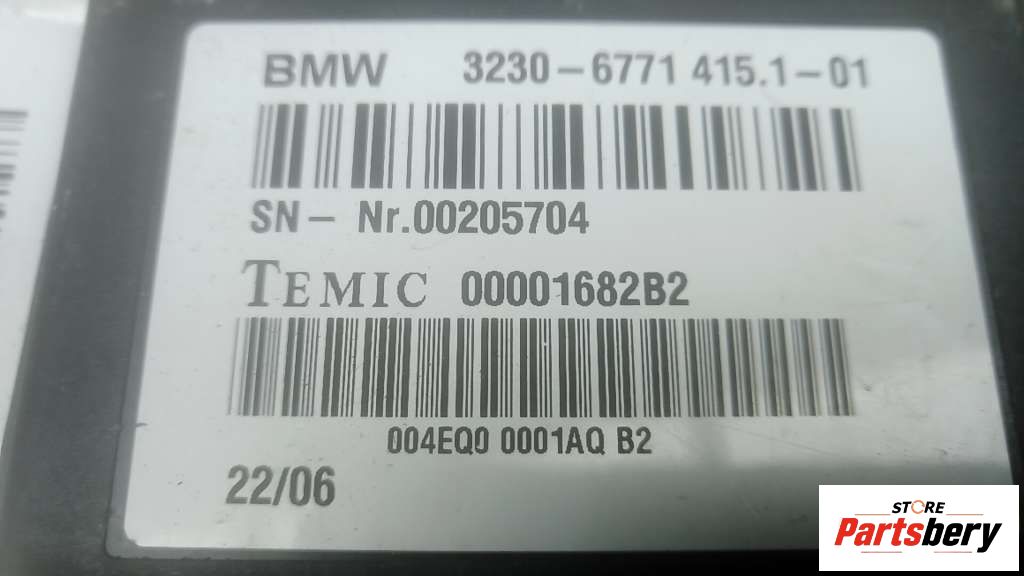 BMW 3230-6771 415.1-01
SN- Nr.00205704
TEMIC 00001682B2
004EQ0 0001AQ B2
22/06
STORE
Partsbery